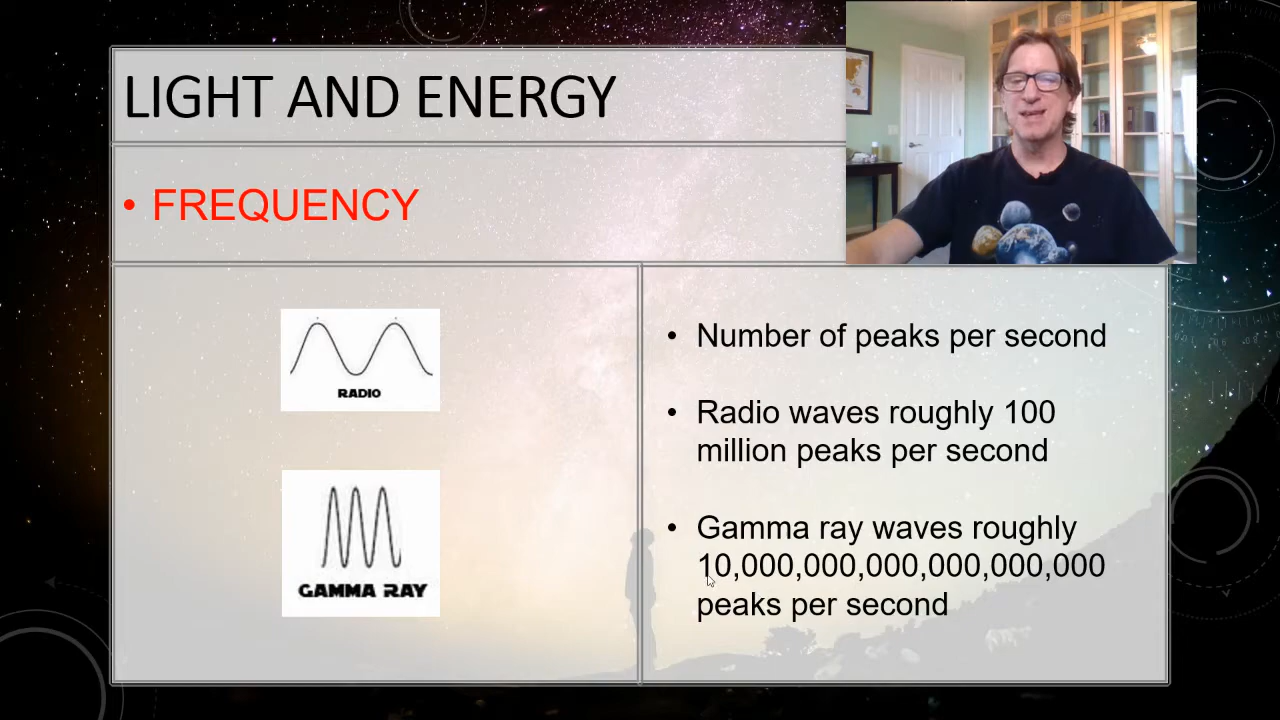 LIGHT AND ENERGY
• FREQUENCY
RADIO
GAMMA RAY
• Number of peaks per second
• Radio waves roughly 100
million peaks per second
• Gamma ray waves roughly
10,000,000,000,000,000,000
peaks per second